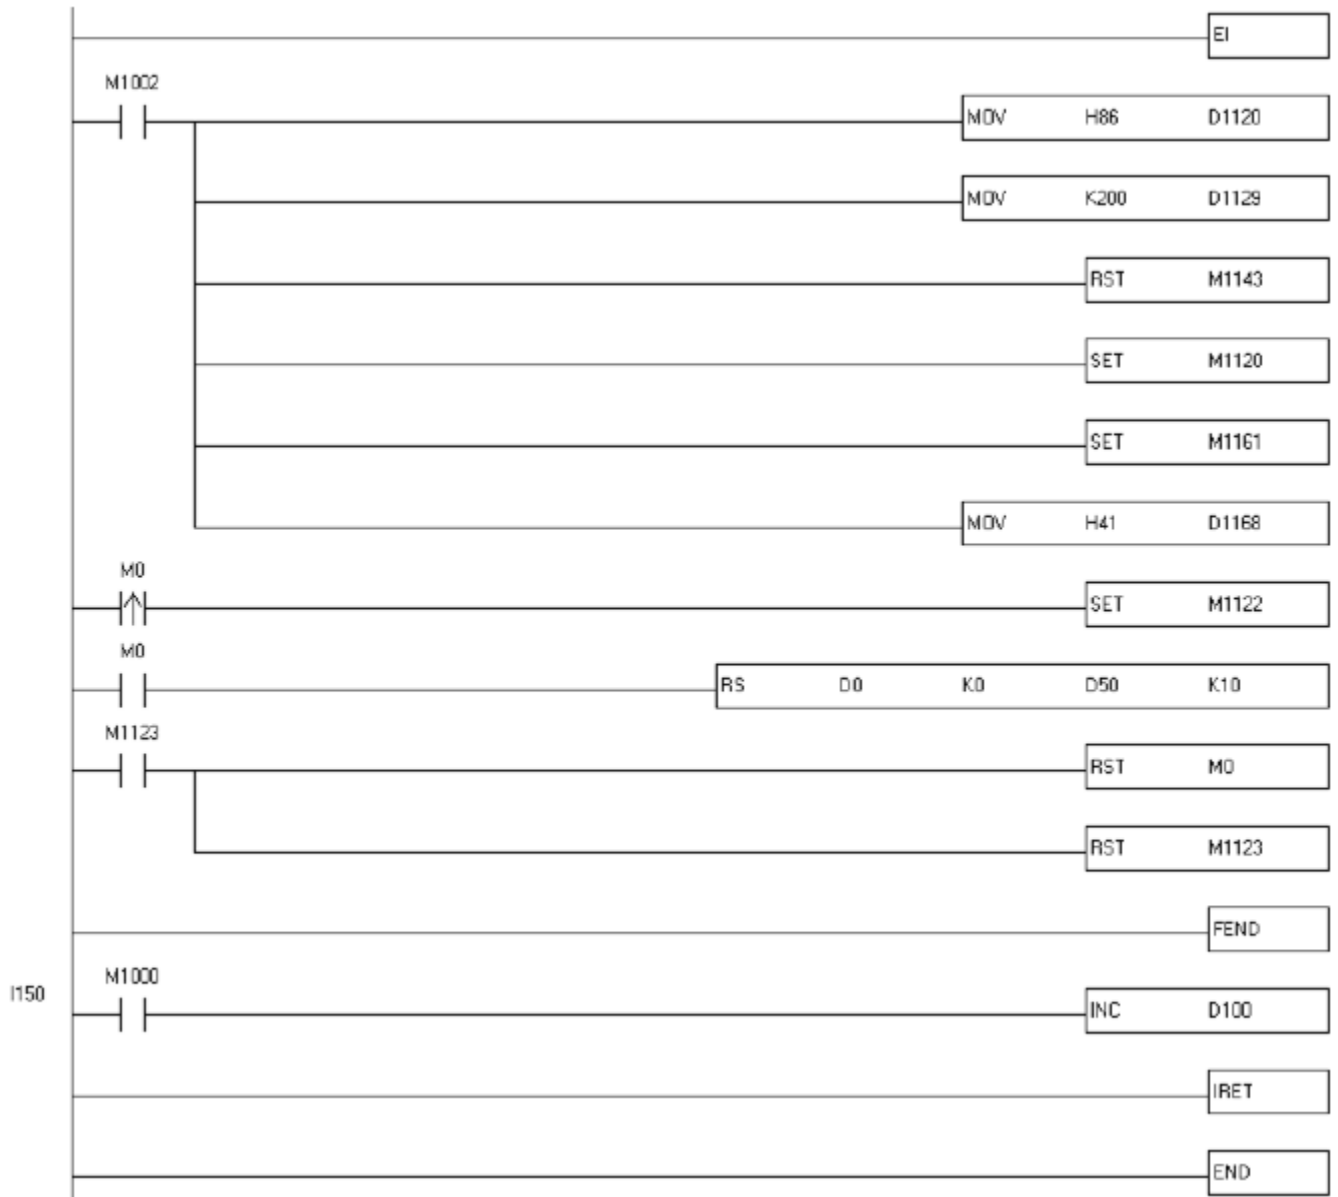 EI
M1002
MOV H86 D1120
MOV K200 D1129
RST M1143
SET M1120
SET M1161
MOV H41 D1168
M0
SET M1122
M0
RS D0 K0 D50 K10
M1123
RST M0
RST M1123
FEND
M1000
I150
INC D100
IRET
END